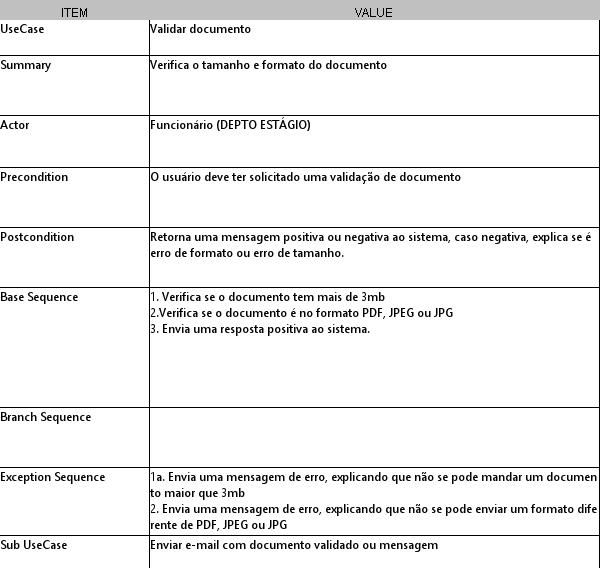 ITEM VALUE
UseCase Validar documento
Summary Verifica o tamanho e formato do documento
Actor Funcionário (DEPTO ESTÁGIO)
Precondition O usuário deve ter solicitado uma validação de documento
Postcondition Retorna uma mensagem positiva ou negativa ao sistema, caso negativa, explica se é
erro de formato ou erro de tamanho.
Base Sequence 1. Verifica se o documento tem mais de 3mb
2.Verifica se o documento é no formato PDF, JPEG ou JPG
3. Envia uma resposta positiva ao sistema.
Branch Sequence
Exception Sequence 1a. Envia uma mensagem de erro, explicando que não se pode mandar um documen
to maior que 3mb
2. Envia uma mensagem de erro, explicando que não se pode enviar um formato dife
rente de PDF, JPEG ou JPG
Sub UseCase Enviar e-mail com documento validado ou mensagem